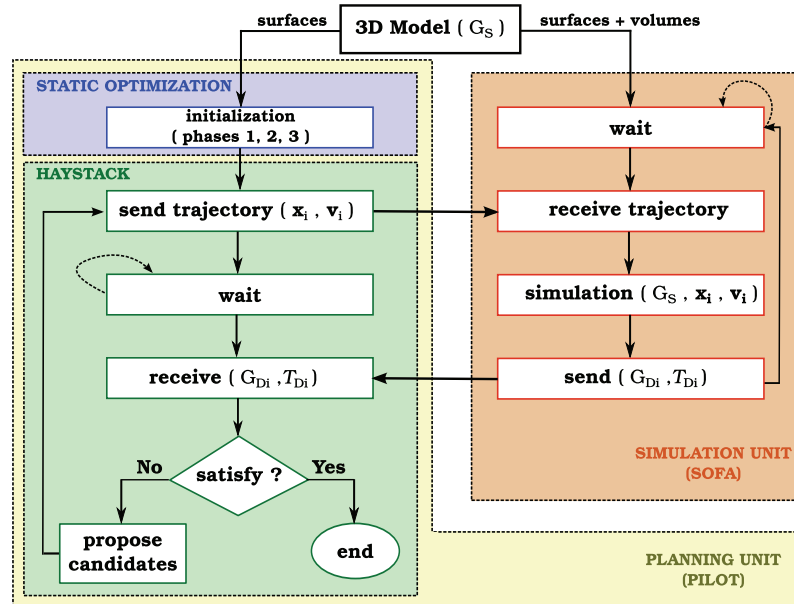 surfaces
3D Model ( G_S )
surfaces + volumes
STATIC OPTIMIZATION
initialization
( phases 1, 2, 3 )
HAYSTACK
send trajectory ( x_i , v_i )
wait
receive ( G_Di ,T_Di )
satisfy ?
No
Yes
propose
candidates
end
wait
receive trajectory
simulation ( G_S , x_i , v_i )
send ( G_Di ,T_Di )
SIMULATION UNIT
(SOFA)
PLANNING UNIT
(PILOT)